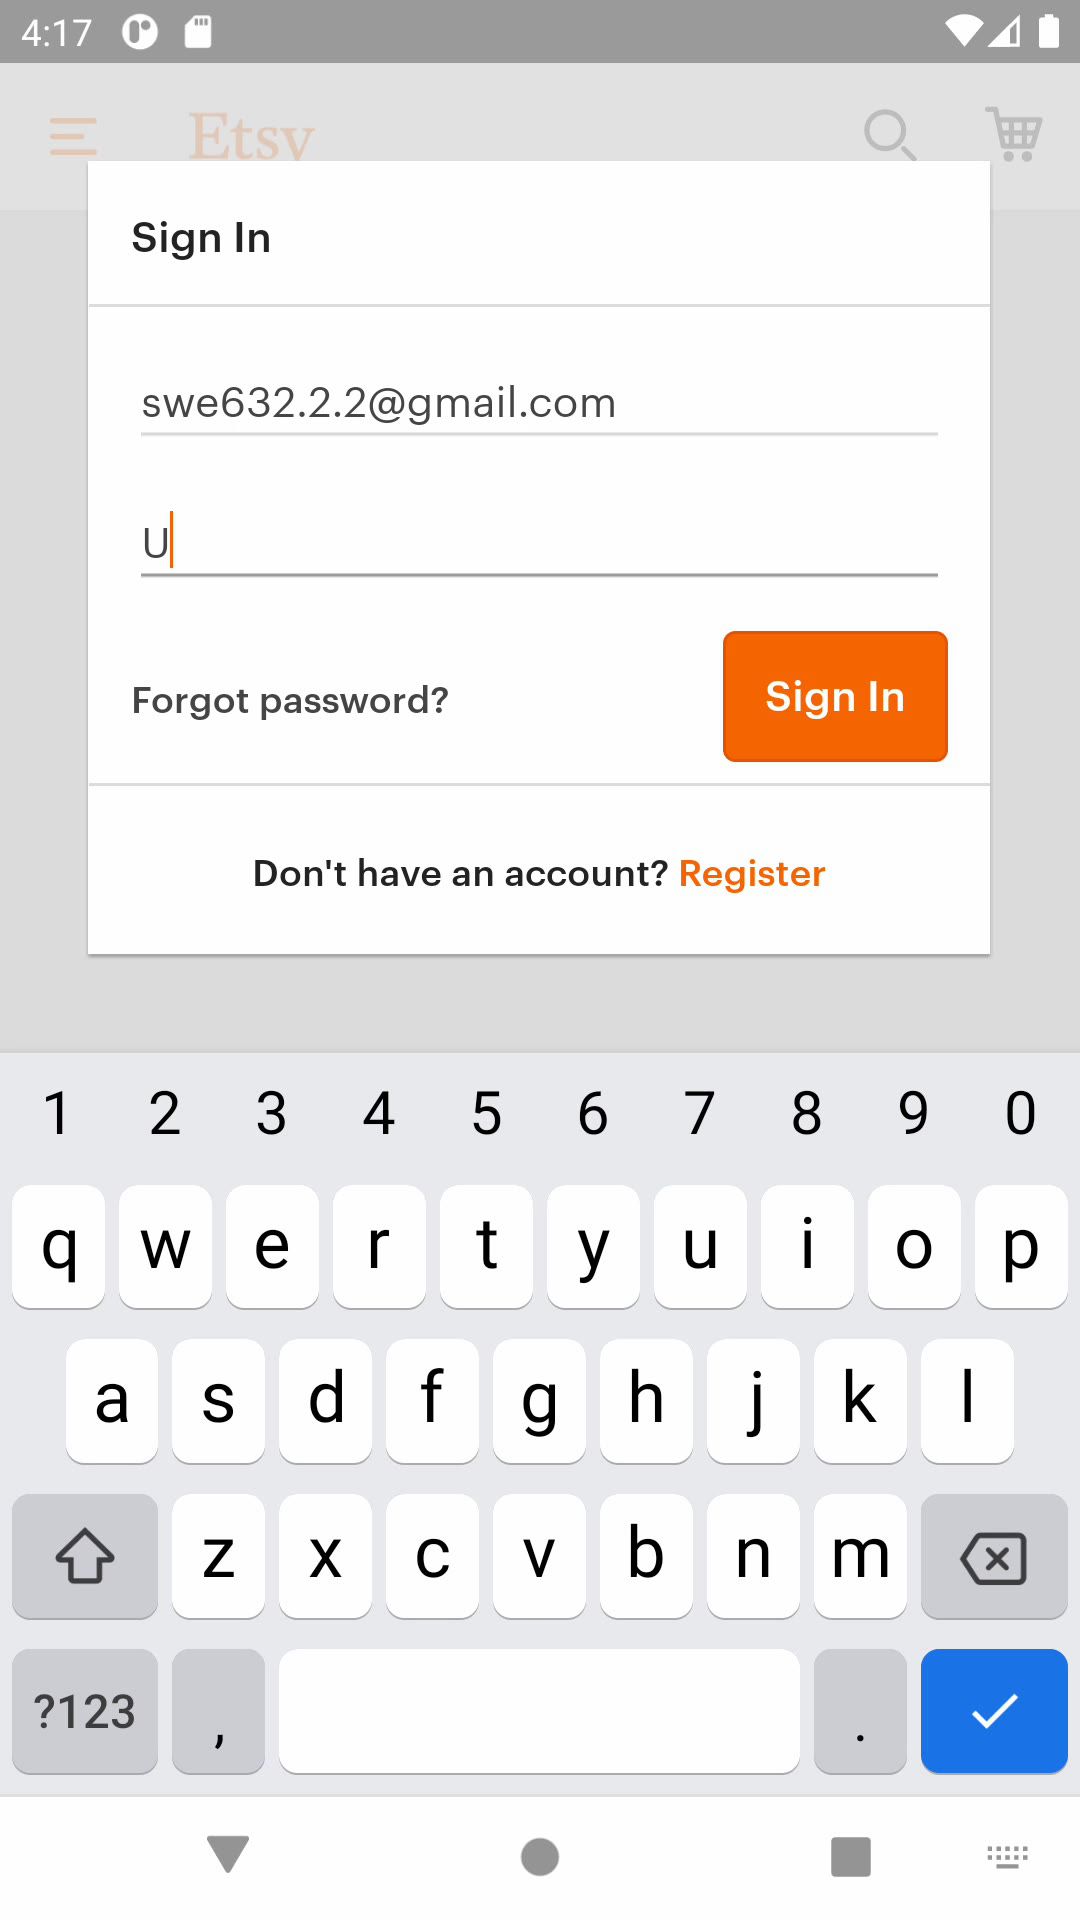 4:17
Etsy
Sign In
swe632.2.2@gmail.com
U
Forgot password?
Sign In
Don't have an account? Register
1 2 3 4 5 6 7 8 9 0
q w e r t y u i o p
a s d f g h j k l
z x c v b n m
?123 , .